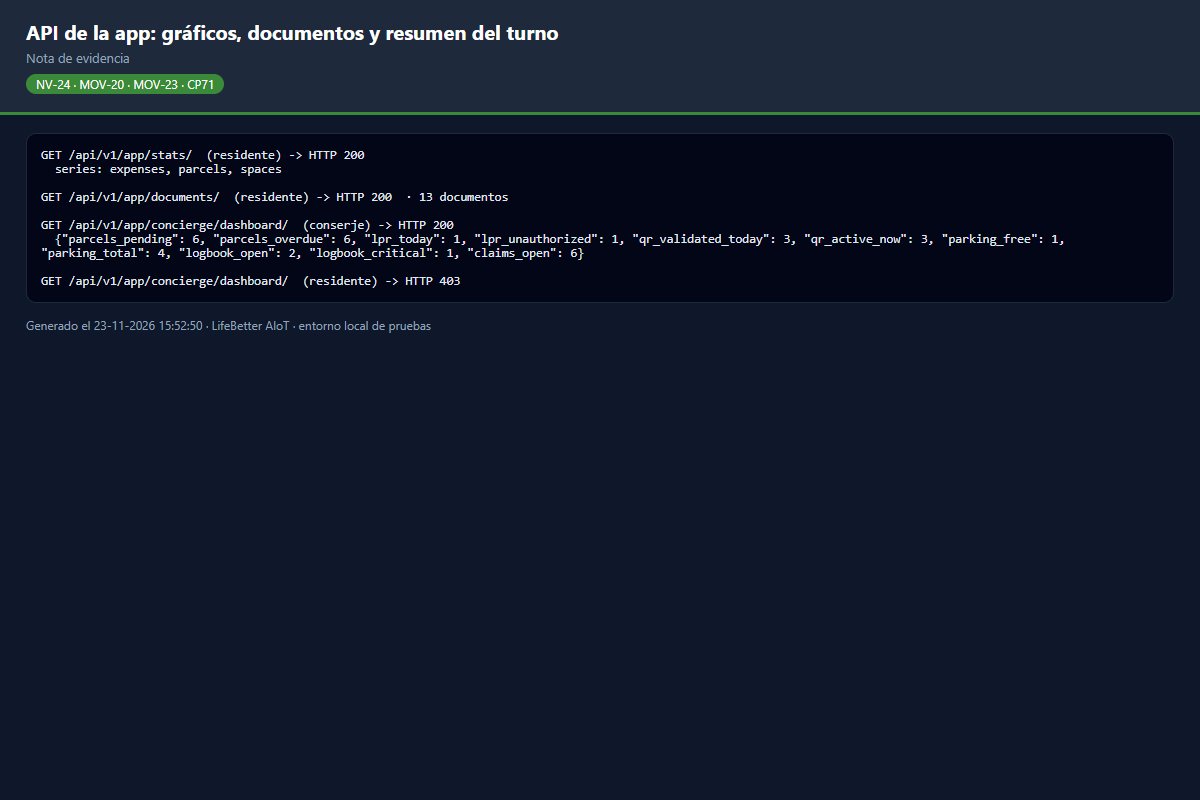 API de la app: gráficos, documentos y resumen del turno
Nota de evidencia
NV-24 · MOV-20 · MOV-23 · CP71
GET /api/v1/app/stats/  (residente) -> HTTP 200
series: expenses, parcels, spaces
GET /api/v1/app/documents/  (residente) -> HTTP 200  · 13 documentos
GET /api/v1/app/concierge/dashboard/  (conserje) -> HTTP 200
{"parcels_pending": 6, "parcels_overdue": 6, "lpr_today": 1, "lpr_unauthorized": 1, "qr_validated_today": 3, "qr_active_now": 3, "parking_free": 1,
"parking_total": 4, "logbook_open": 2, "logbook_critical": 1, "claims_open": 6}
GET /api/v1/app/concierge/dashboard/  (residente) -> HTTP 403
Generado el 23-11-2026 15:52:50 · LifeBetter AIoT · entorno local de pruebas